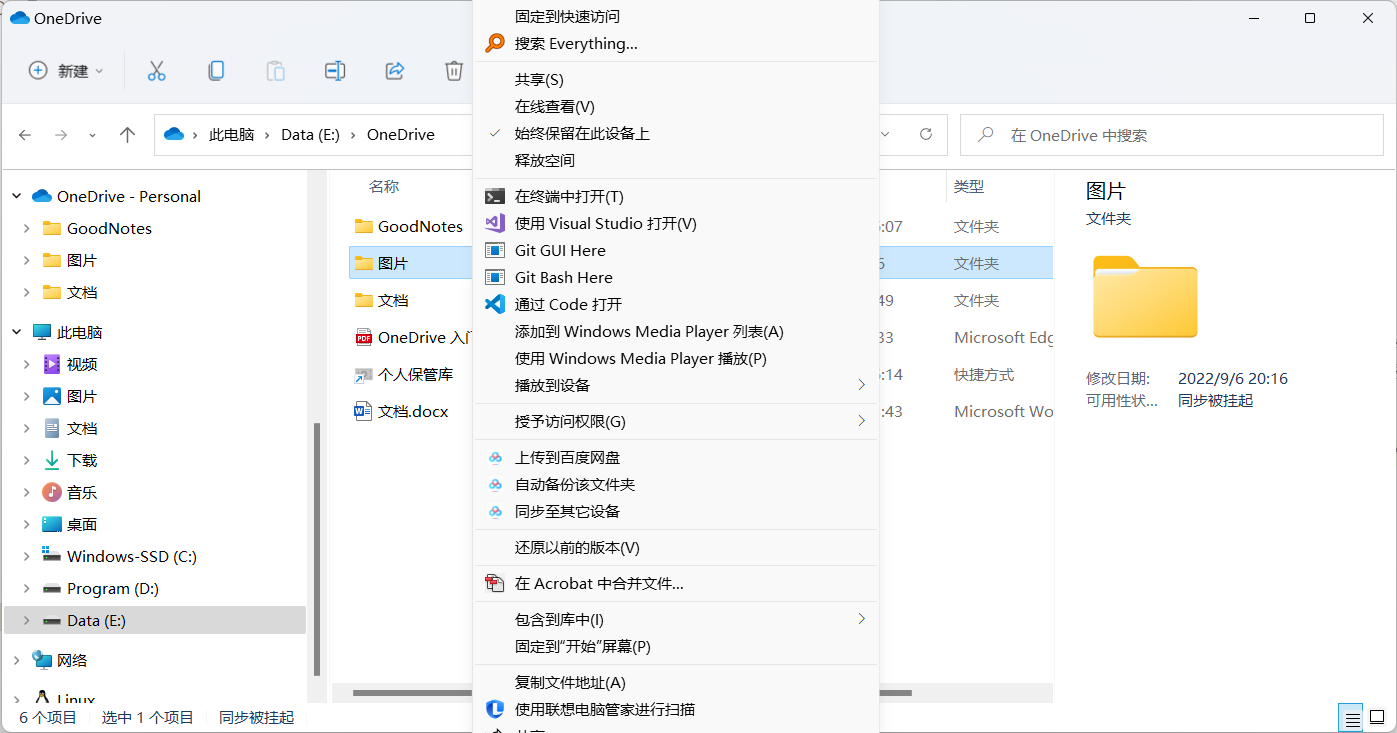 OneDrive
新建
此电脑
Data (E:)
OneDrive
在 OneDrive 中搜索
OneDrive - Personal
GoodNotes
图片
文档
此电脑
视频
图片
文档
下载
音乐
桌面
Windows-SSD (C:)
Program (D:)
Data (E:)
网络
Linux
名称
GoodNotes
图片
文档
OneDrive 入门
个人保管库
文档.docx
固定到快速访问
搜索 Everything...
共享(S)
在线查看(V)
始终保留在此设备上
释放空间
在终端中打开(T)
使用 Visual Studio 打开(V)
Git GUI Here
Git Bash Here
通过 Code 打开
添加到 Windows Media Player 列表(A)
使用 Windows Media Player 播放(P)
播放到设备
授予访问权限(G)
上传到百度网盘
自动备份该文件夹
同步至其它设备
还原以前的版本(V)
在 Acrobat 中合并文件...
包含到库中(I)
固定到“开始”屏幕(P)
复制文件地址(A)
使用联想电脑管家进行扫描
类型
:07 文件夹
6 文件夹
49 文件夹
33 Microsoft Edg
:14 快捷方式
:43 Microsoft Wo
图片
文件夹
修改日期: 2022/9/6 20:16
可用性状... 同步被挂起
6 个项目 选中 1 个项目 同步被挂起